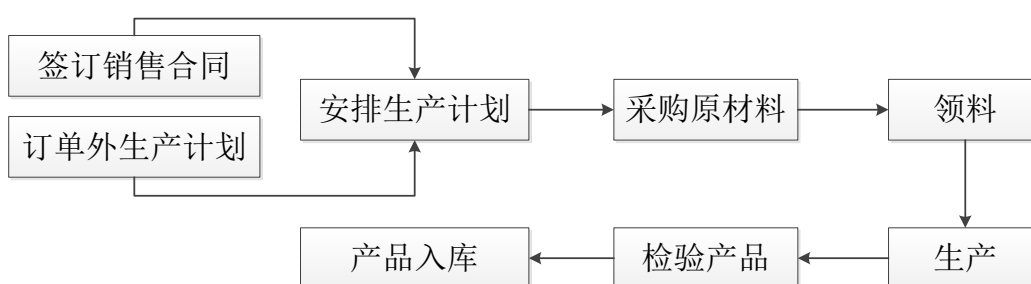 签订销售合同
订单外生产计划
安排生产计划
采购原材料
领料
生产
检验产品
产品入库